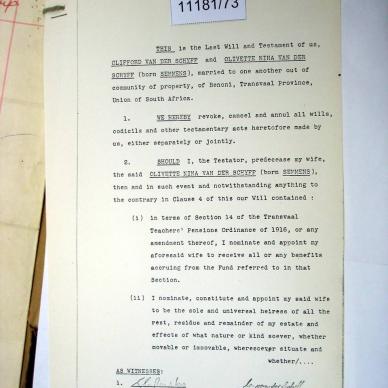 11181/73
THIS is the Last Will and Testament of us,
CLIFFORD VAN DER SCHYFF and OLIVETTE NINA VAN DER
SCHYFF (born SEMMENS), married to one another out of
community of property, of Benoni, Transvaal Province,
Union of South Africa.
1. WE HEREBY revoke, cancel and annul all wills,
codicils and other testamentary acts heretofore made by
us, either separately or jointly.
2. SHOULD I, the Testator, predecease my wife,
the said OLIVETTE NINA VAN DER SCHYFF (born SEMMENS),
then and in such event and notwithstanding anything to
the contrary in Clause 4 of this our Will contained :
(i) in terms of Section 14 of the Transvaal
Teachers' Pensions Ordinance of 1916, or any
amendment thereof, I nominate and appoint my
aforesaid wife to receive all or any benefits
accruing from the Fund referred to in that
Section.
(ii) I nominate, constitute and appoint my said wife
to be the sole and universal heiress of all the
rest, residue and remainder of my estate and
effects of what nature or kind soever, whether
movable or immovable, wheresoever situate and
whether/....
AS WITNESSES:
1.